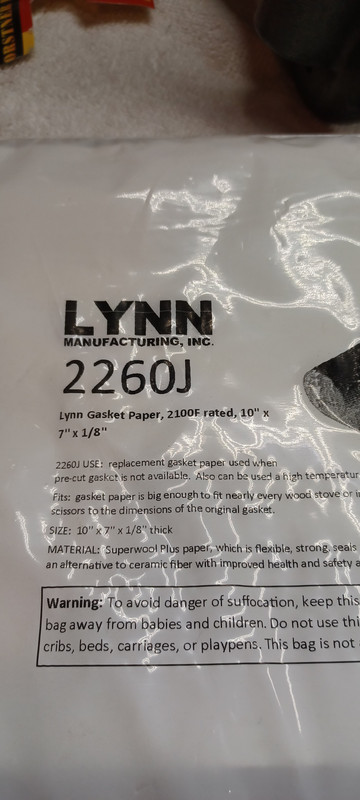 LYNN
MANUFACTURING, INC.
2260J
Lynn Gasket Paper, 2100F rated, 10" x
7" x 1/8"
2260J USE: replacement gasket paper used when
pre-cut gasket is not available. Also can be used a high temperatur
Fits: gasket paper is big enough to fit nearly every wood stove or
scissors to the dimensions of the original gasket.
SIZE: 10" x 7" x 1/8" thick
MATERIAL: Superwool Plus paper, which is flexible, strong, seals
an alternative to ceramic fiber with improved health and safety
Warning: To avoid danger of suffocation, keep this
bag away from babies and children. Do not use thi
cribs, beds, carriages, or playpens. This bag is not